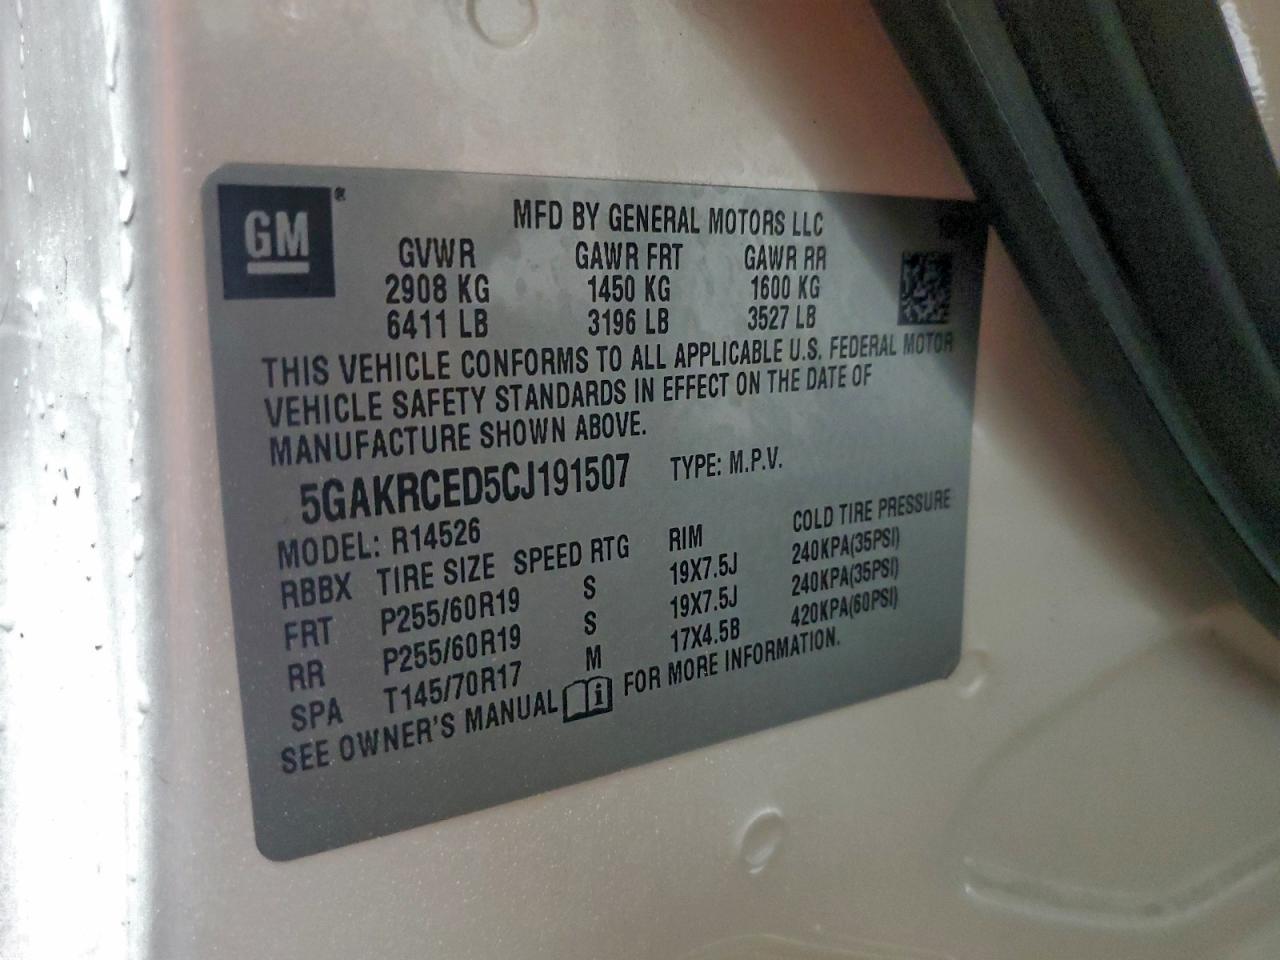 GM ®
MFD BY GENERAL MOTORS LLC
GVWR GAWR FRT GAWR RR
2908 KG 1450 KG 1600 KG
6411 LB 3196 LB 3527 LB
THIS VEHICLE CONFORMS TO ALL APPLICABLE U.S. FEDERAL MOTOR
VEHICLE SAFETY STANDARDS IN EFFECT ON THE DATE OF
MANUFACTURE SHOWN ABOVE.
5GAKRCED5CJ191507 TYPE: M.P.V.
MODEL: R14526
RBBX TIRE SIZE SPEED RTG RIM COLD TIRE PRESSURE
FRT P255/60R19 S 19X7.5J 240KPA(35PSI)
RR P255/60R19 S 19X7.5J 240KPA(35PSI)
SPA T145/70R17 M 17X4.5B 420KPA(60PSI)
SEE OWNER'S MANUAL i FOR MORE INFORMATION.